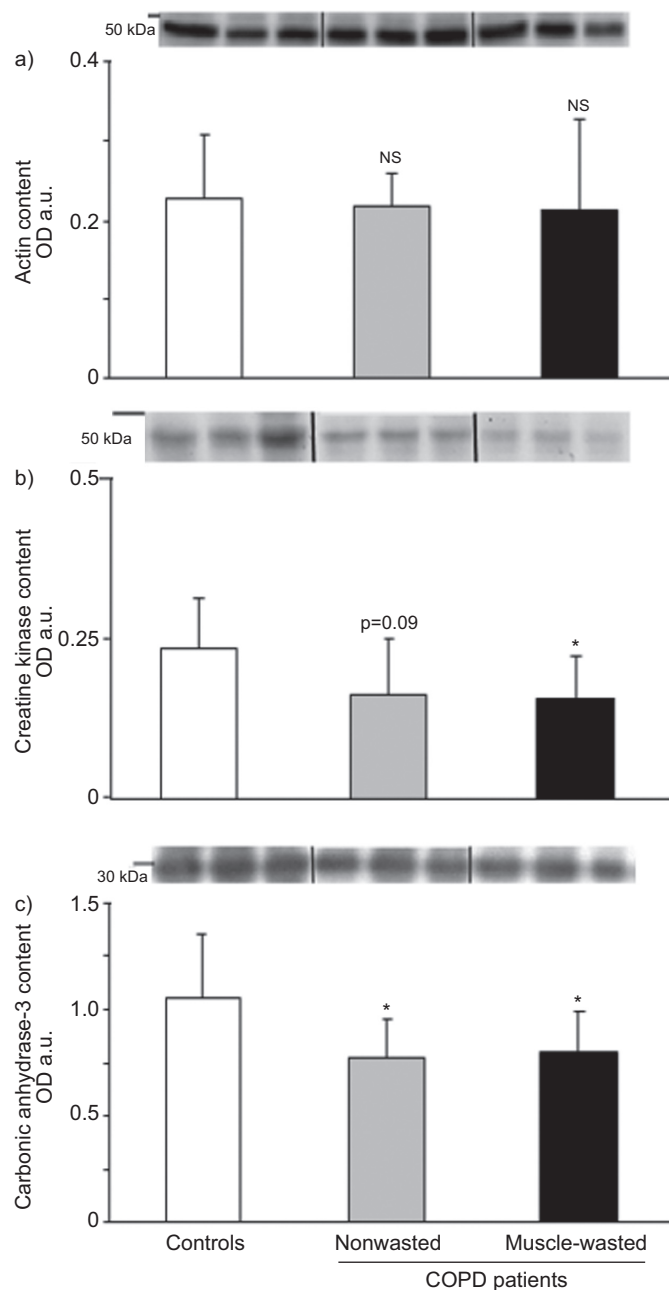 50 kDa
a)
0.4
NS
NS
Actin content
OD a.u.
0.2
0
50 kDa
b)
0.5
p=0.09
*
Creatine kinase content
OD a.u.
0.25
0
30 kDa
c)
1.5
*
*
Carbonic anhydrase-3 content
OD a.u.
1.0
0.5
0
Controls Nonwasted Muscle-wasted
COPD patients